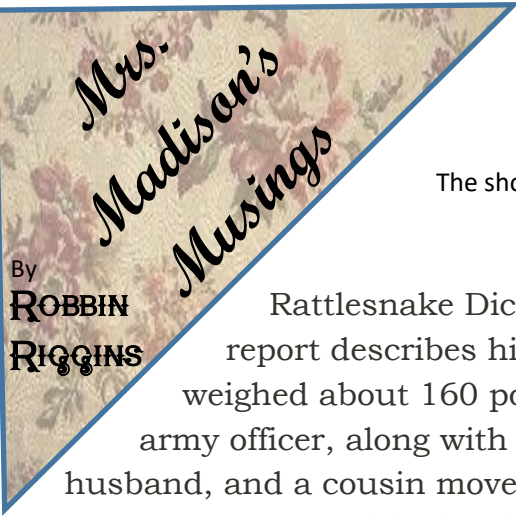 Mrs.
Madison's
Musings
By
Robbin
Riggins
The sho
Rattlesnake Dic
report describes hi
weighed about 160 po
army officer, along with
husband, and a cousin move